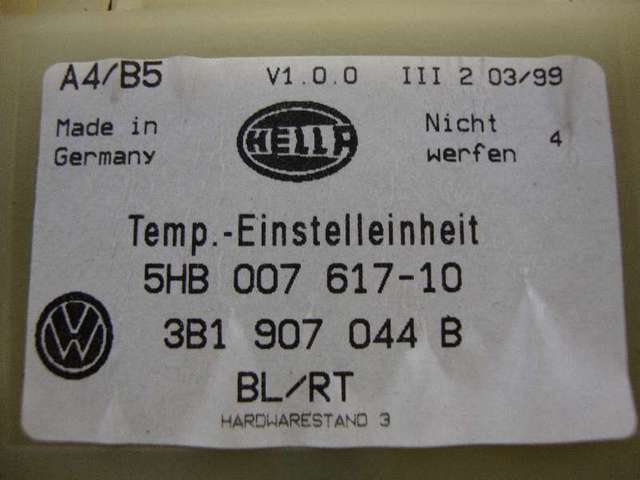 A4/B5 V1.0.0 III 2 03/99
Made in Germany
HELLA
Nicht werfen 4
Temp.-Einstelleinheit
5HB 007 617-10
3B1 907 044 B
VW
BL/RT
HARDWARESTAND 3